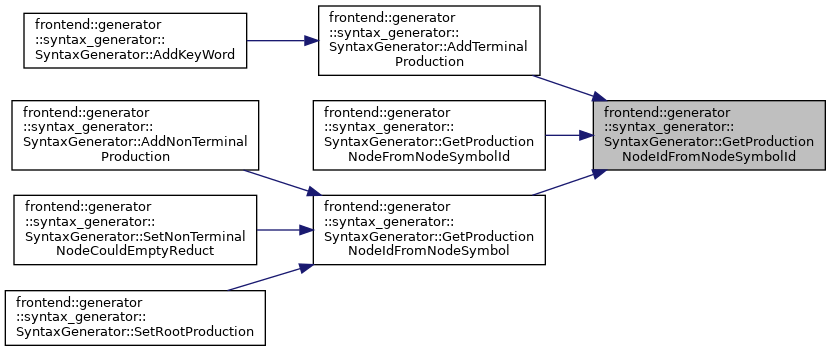 frontend::generator
::syntax_generator::
SyntaxGenerator::AddKeyWord
frontend::generator
::syntax_generator::
SyntaxGenerator::AddTerminal
Production
frontend::generator
::syntax_generator::
SyntaxGenerator::AddNonTerminal
Production
frontend::generator
::syntax_generator::
SyntaxGenerator::GetProduction
NodeFromNodeSymbolId
frontend::generator
::syntax_generator::
SyntaxGenerator::GetProduction
NodeIdFromNodeSymbolId
frontend::generator
::syntax_generator::
SyntaxGenerator::SetNonTerminal
NodeCouldEmptyReduct
frontend::generator
::syntax_generator::
SyntaxGenerator::GetProduction
NodeIdFromNodeSymbol
frontend::generator
::syntax_generator::
SyntaxGenerator::SetRootProduction